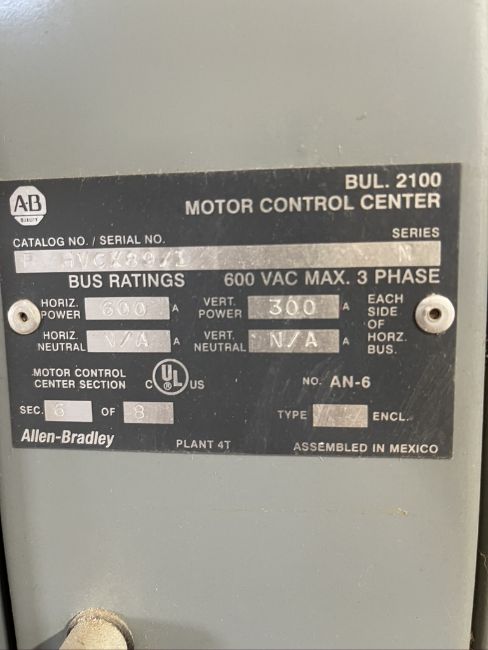 BUL. 2100
A-B
QUALITY
MOTOR CONTROL CENTER
CATALOG NO. / SERIAL NO. SERIES
N
BUS RATINGS 600 VAC MAX. 3 PHASE
HORIZ. POWER 600 A VERT. POWER 300 A EACH SIDE OF HORZ. BUS.
HORIZ. NEUTRAL N/A A VERT. NEUTRAL N/A
MOTOR CONTROL CENTER SECTION C UL US NO. AN-6
SEC. 6 OF 8 TYPE ENCL.
Allen-Bradley PLANT 4T ASSEMBLED IN MEXICO